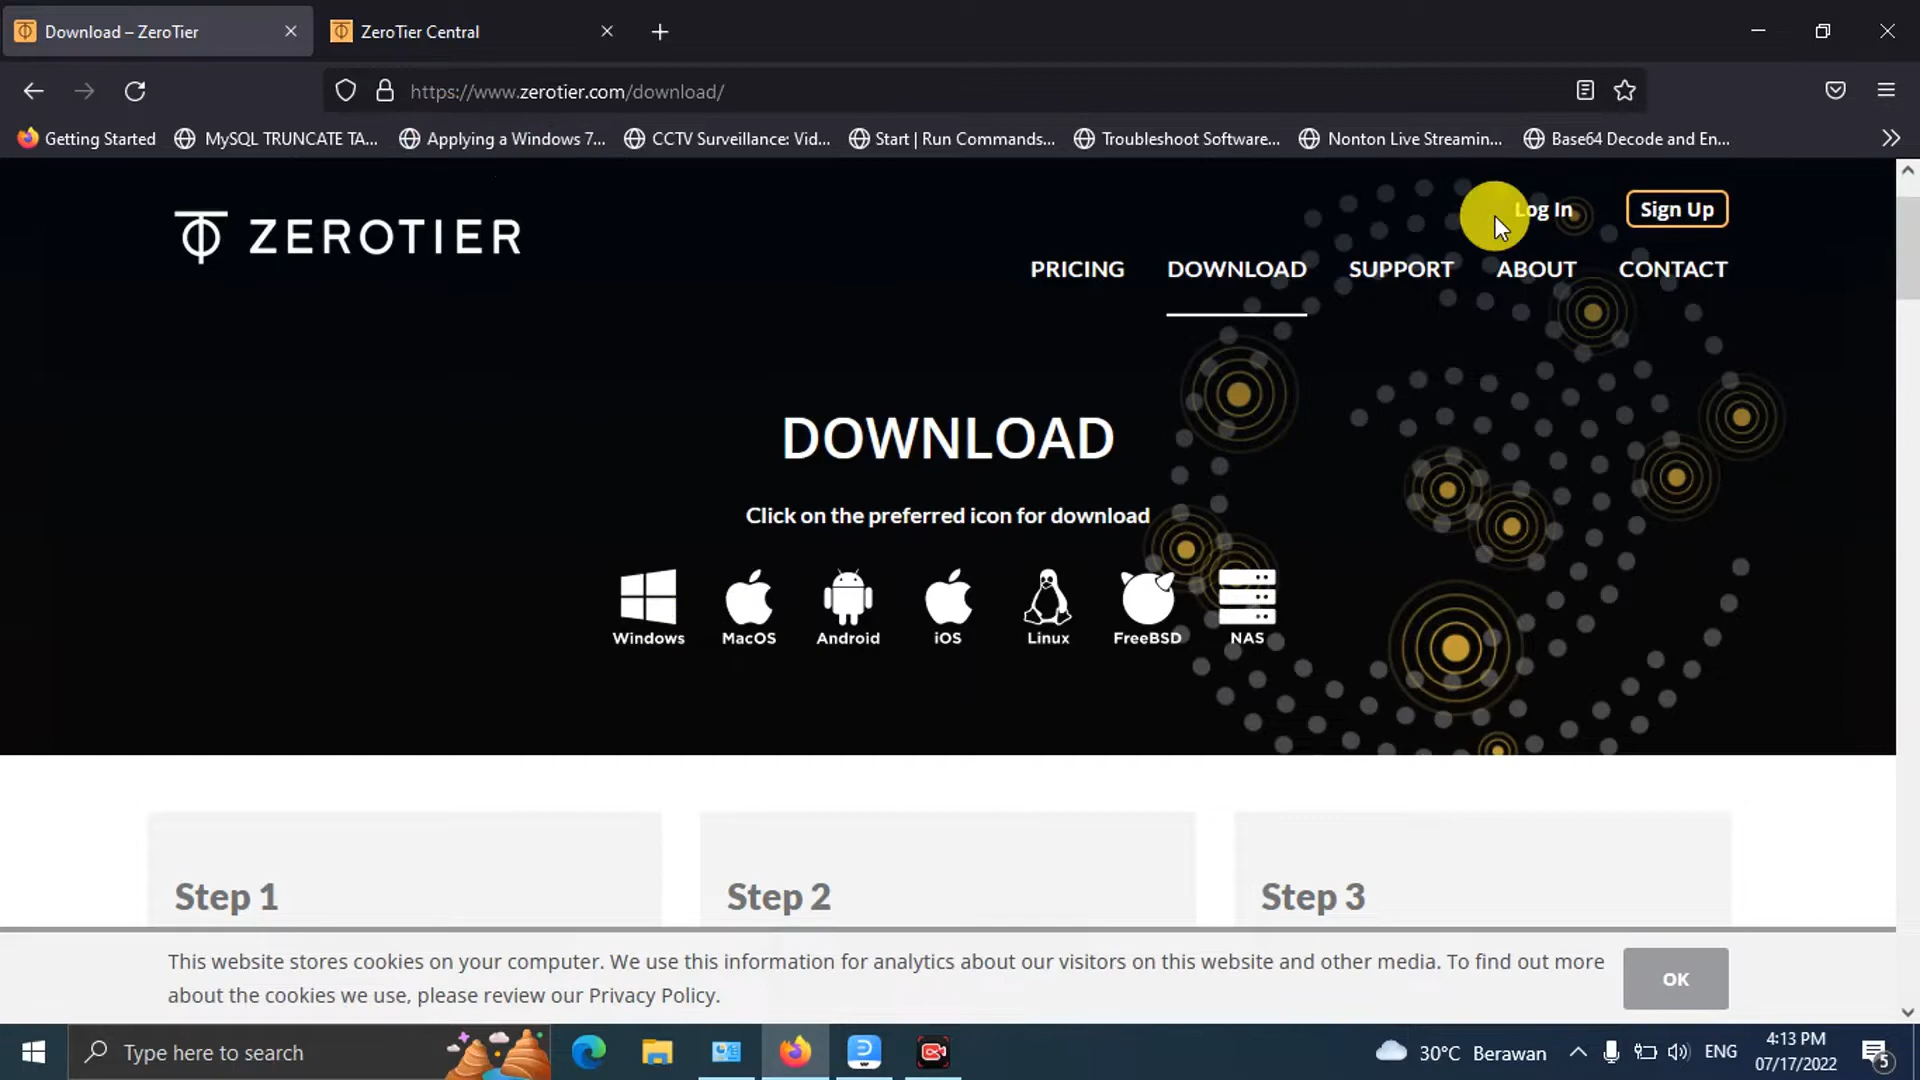 Download – ZeroTier
ZeroTier Central
https://www.zerotier.com/download/
Getting Started
MySQL TRUNCATE TA...
Applying a Windows 7...
CCTV Surveillance: Vid...
Start | Run Commands...
Troubleshoot Software...
Nonton Live Streamin...
Base64 Decode and En...
ZEROTIER
Log In
Sign Up
PRICING
DOWNLOAD
SUPPORT
ABOUT
CONTACT
DOWNLOAD
Click on the preferred icon for download
Windows
MacOS
Android
iOS
Linux
FreeBSD
NAS
Step 1
Step 2
Step 3
This website stores cookies on your computer. We use this information for analytics about our visitors on this website and other media. To find out more
about the cookies we use, please review our Privacy Policy.
OK
Type here to search
30°C Berawan
ENG
4:13 PM
07/17/2022
5